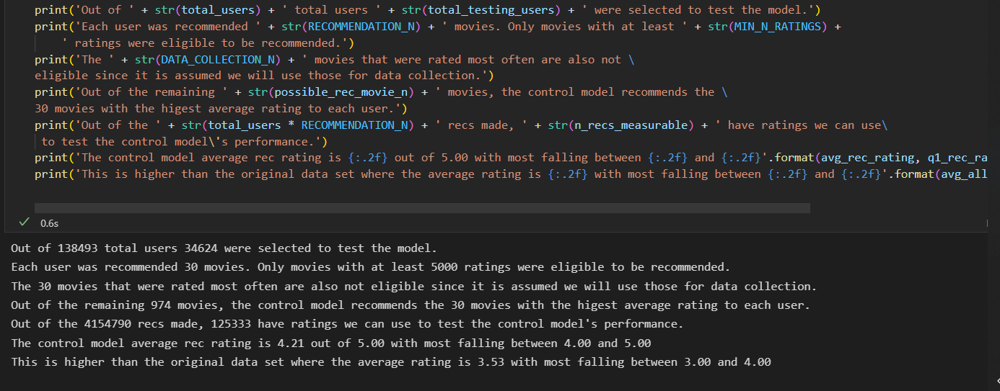 print('Out of ' + str(total_users) + ' total users ' + str(total_testing_users) + ' were selected to test the model.')
print('Each user was recommended ' + str(RECOMMENDATION_N) + ' movies. Only movies with at least ' + str(MIN_N_RATINGS) +
' ratings were eligible to be recommended.')
print('The ' + str(DATA_COLLECTION_N) + ' movies that were rated most often are also not \
eligible since it is assumed we will use those for data collection.')
print('Out of the remaining ' + str(possible_rec_movie_n) + ' movies, the control model recommends the \
30 movies with the higest average rating to each user.')
print('Out of the ' + str(total_users * RECOMMENDATION_N) + ' recs made, ' + str(n_recs_measurable) + ' have ratings we can use\
to test the control model\'s performance.')
print('The control model average rec rating is {:.2f} out of 5.00 with most falling between {:.2f} and {:.2f}'.format(avg_rec_rating, q1_rec_ra
print('This is higher than the original data set where the average rating is {:.2f} with most falling between {:.2f} and {:.2f}'.format(avg_all
0.6s
Out of 138493 total users 34624 were selected to test the model.
Each user was recommended 30 movies. Only movies with at least 5000 ratings were eligible to be recommended.
The 30 movies that were rated most often are also not eligible since it is assumed we will use those for data collection.
Out of the remaining 974 movies, the control model recommends the 30 movies with the higest average rating to each user.
Out of the 4154790 recs made, 125333 have ratings we can use to test the control model's performance.
The control model average rec rating is 4.21 out of 5.00 with most falling between 4.00 and 5.00
This is higher than the original data set where the average rating is 3.53 with most falling between 3.00 and 4.00